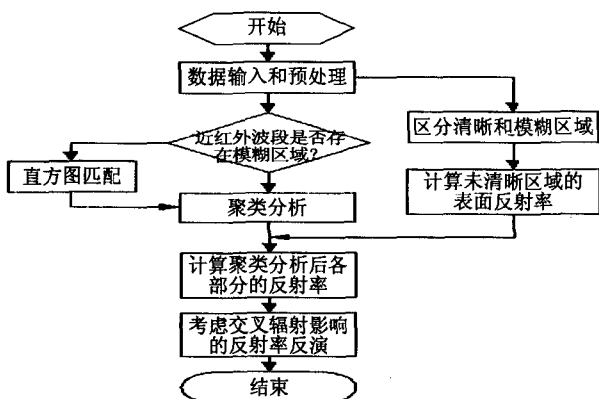 开始
数据输入和预处理
近红外波段是否存
在模糊区域?
区分清晰和模糊区域
直方图匹配
聚类分析
计算未清晰区域的
表面反射率
计算聚类分析后各
部分的反射率
考虑交叉辐射影响
的反射率反演
结束